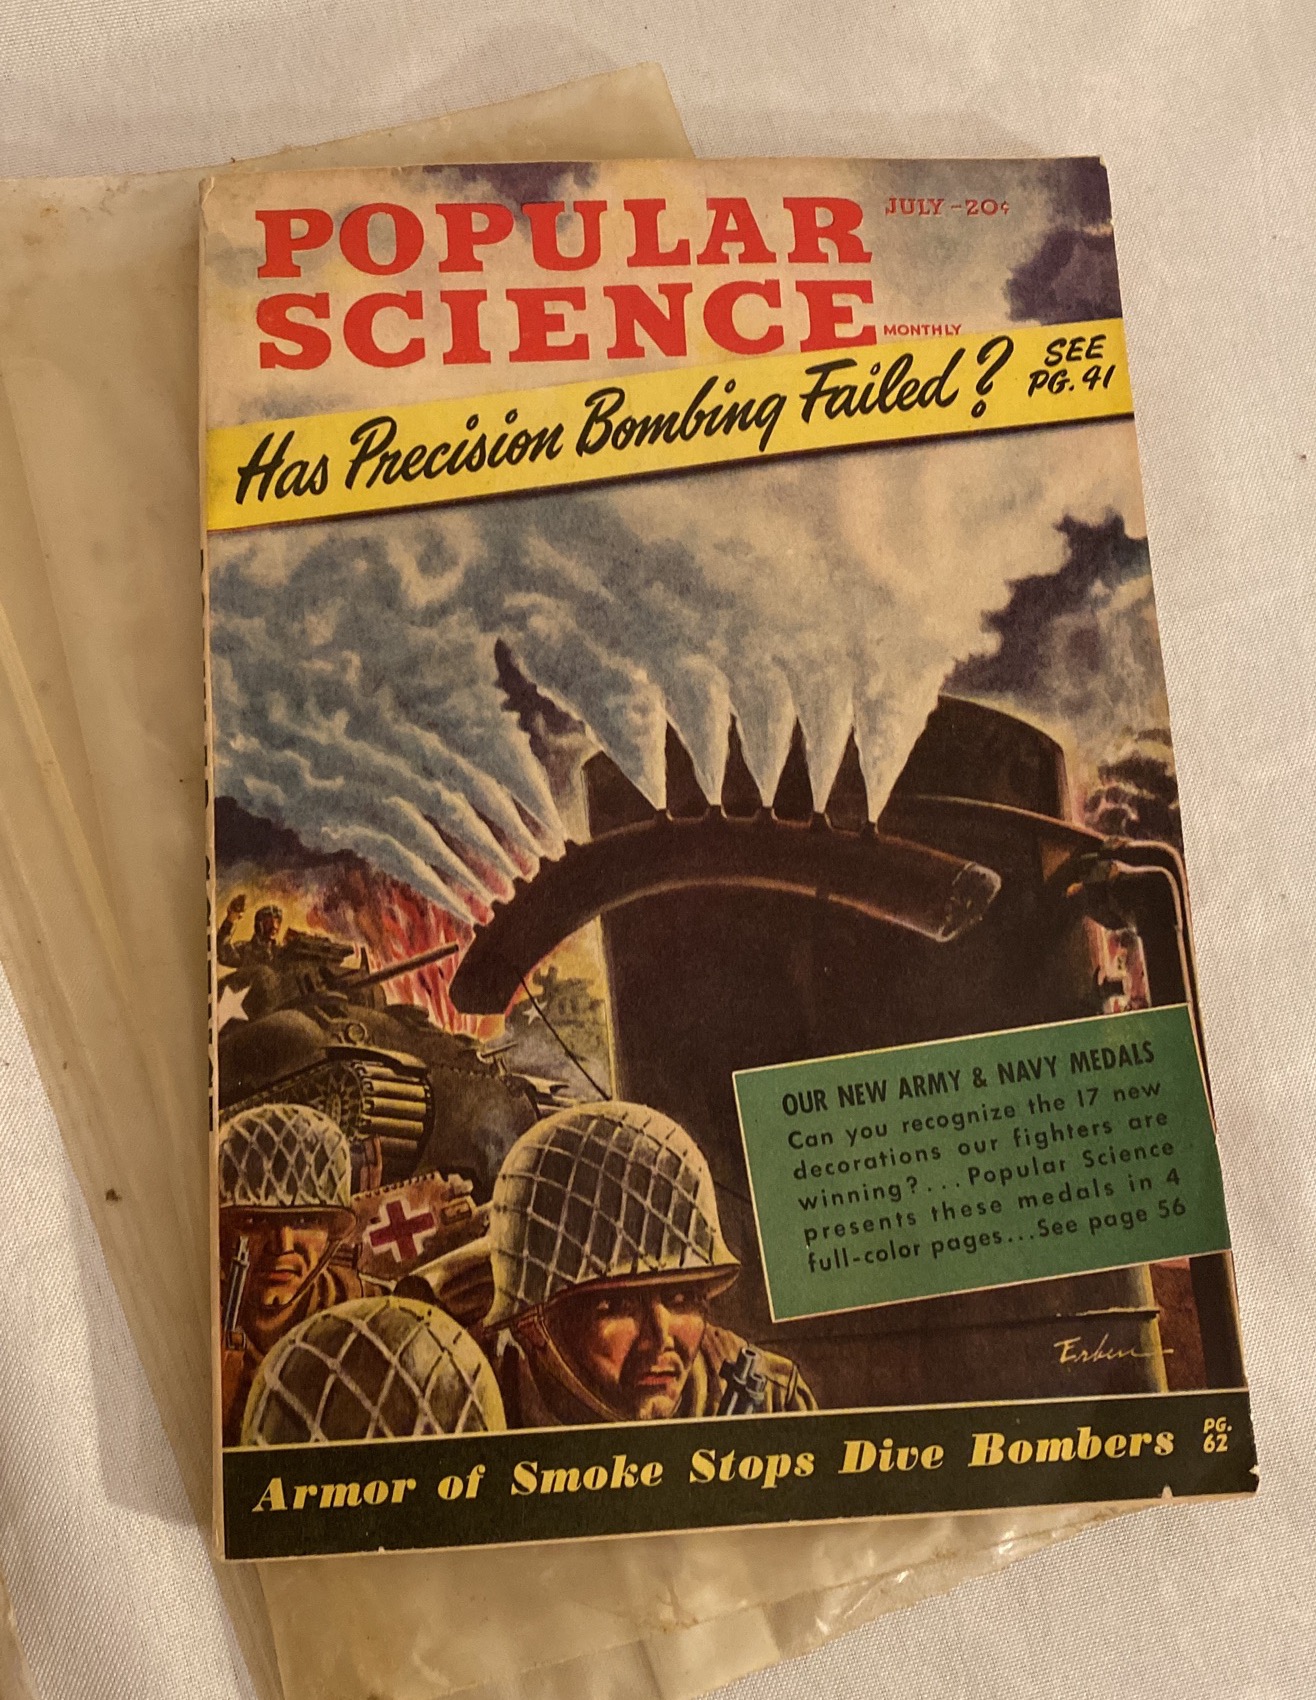 POPULAR
SCIENCE
MONTHLY
JULY-20¢
Has Precision Bombing Failed?
SEE
PG. 41
OUR NEW ARMY & NAVY MEDALS
Can you recognize the 17 new
decorations our fighters are
winning?...Popular Science
presents these medals in 4
full-color pages...See page 56
Erben
Armor of Smoke Stops Dive Bombers
PG.
62